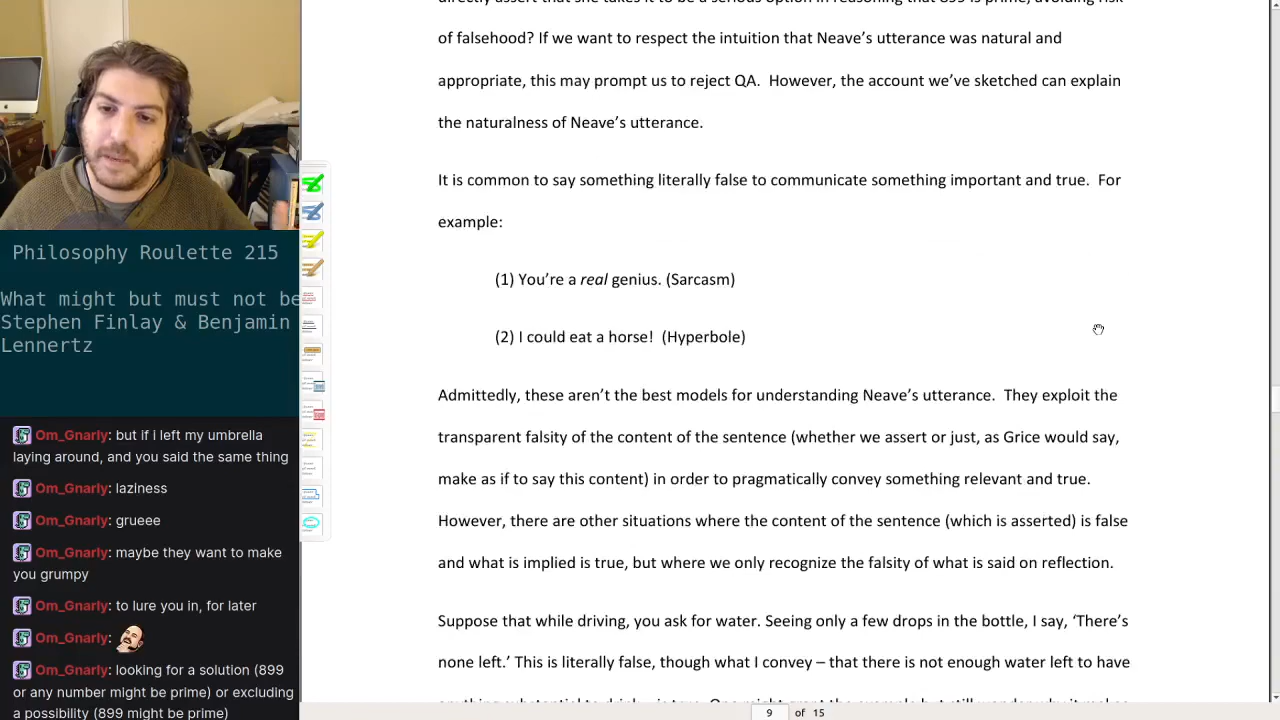 directly assert that she takes it to be a serious option in reasoning that 899 is prime, avoiding risk
of falsehood? If we want to respect the intuition that Neave’s utterance was natural and
appropriate, this may prompt us to reject QA.  However, the account we’ve sketched can explain
the naturalness of Neave’s utterance.
It is common to say something literally false to communicate something important and true.  For
example:
(1) You’re a real genius. (Sarcasm)
(2) I could eat a horse!  (Hyperbole)
Admittedly, these aren’t the best models for understanding Neave’s utterance.  They exploit the
transparent falsity of the content of the sentence (whether we assert or just, as Grice would say,
make as if to say this content) in order to pragmatically convey something relevant and true.
However, there are other situations where the content of the sentence (which is asserted) is false
and what is implied is true, but where we only recognize the falsity of what is said on reflection.
Suppose that while driving, you ask for water. Seeing only a few drops in the bottle, I say, ‘There’s
none left.’ This is literally false, though what I convey – that there is not enough water left to have
9 of 15
Philosophy Roulette 215
What might but must not be
Stephen Finlay & Benjamin
Lennertz
Om_Gnarly: but if i left my umbrella
laying around, and you said the same thing
Om_Gnarly: laziness
Om_Gnarly: grueee
Om_Gnarly: maybe they want to make
you grumpy
Om_Gnarly: to lure you in, for later
Om_Gnarly:
Om_Gnarly: looking for a solution (899
or any number might be prime) or excluding
a possibility (899 might be prime)